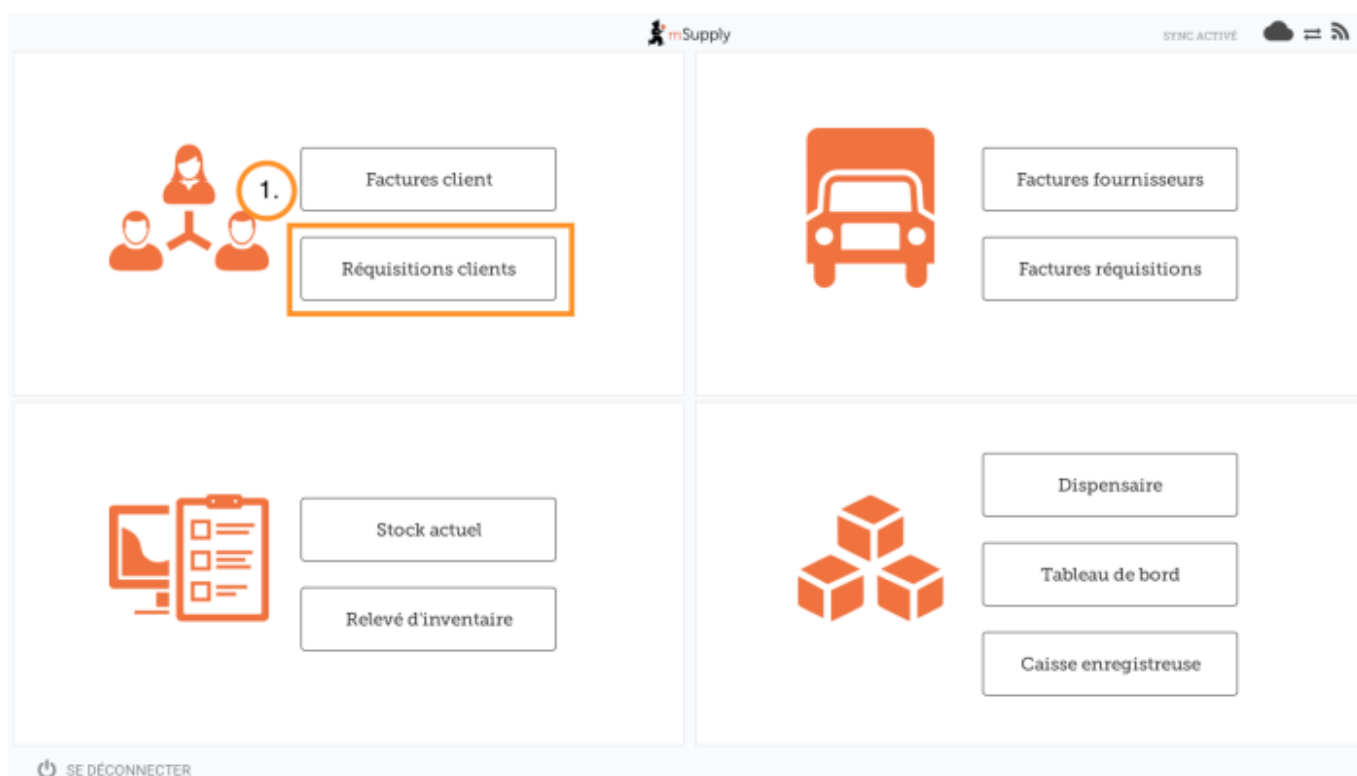 mSupply
SYNC ACTIVÉ
1.
Factures client
Réquisitions clients
Factures fournisseurs
Factures réquisitions
Stock actuel
Relevé d'inventaire
Dispensaire
Tableau de bord
Caisse enregistreuse
SE DÉCONNECTER